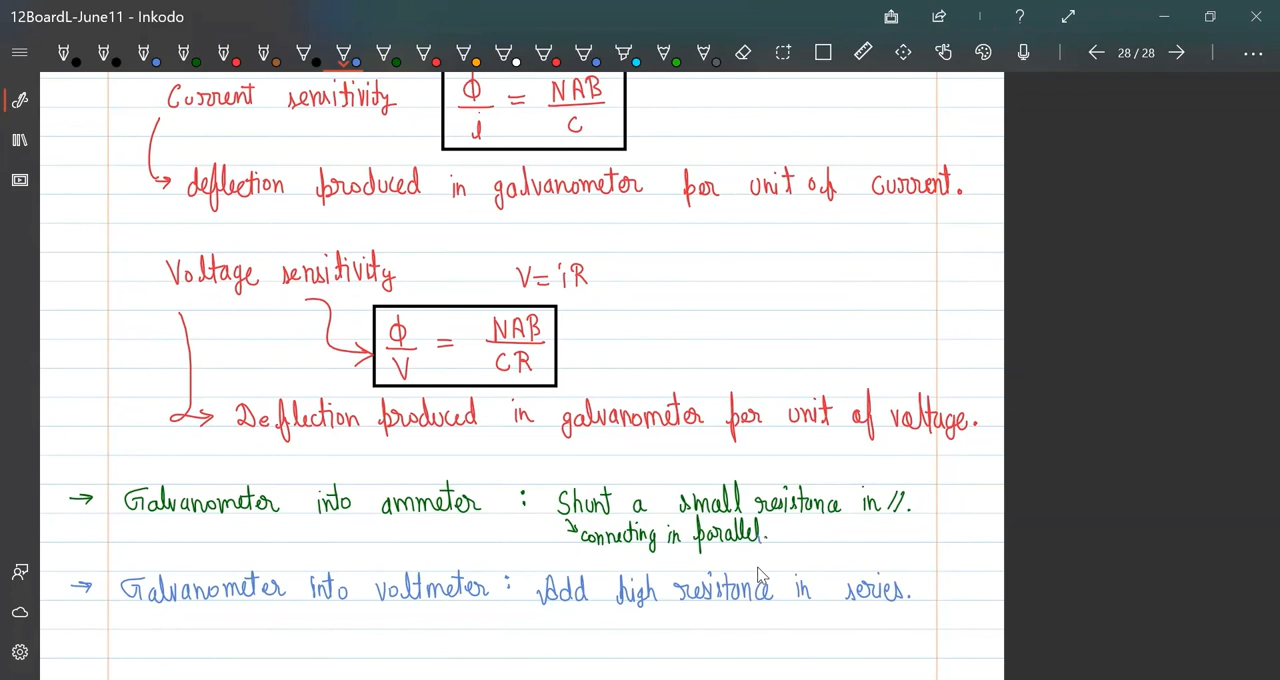 12BoardL-June11 - Inkodo
28 / 28
Current sensitivity ϕ/i = NAB/C
deflection produced in galvanometer per unit of current.
Voltage sensitivity V = iR
ϕ/V = NAB/CR
Deflection produced in galvanometer per unit of voltage.
→ Galvanometer into ammeter : Shunt a small resistance in //.
connecting in parallel.
→ Galvanometer into voltmeter : Add high resistance in series.